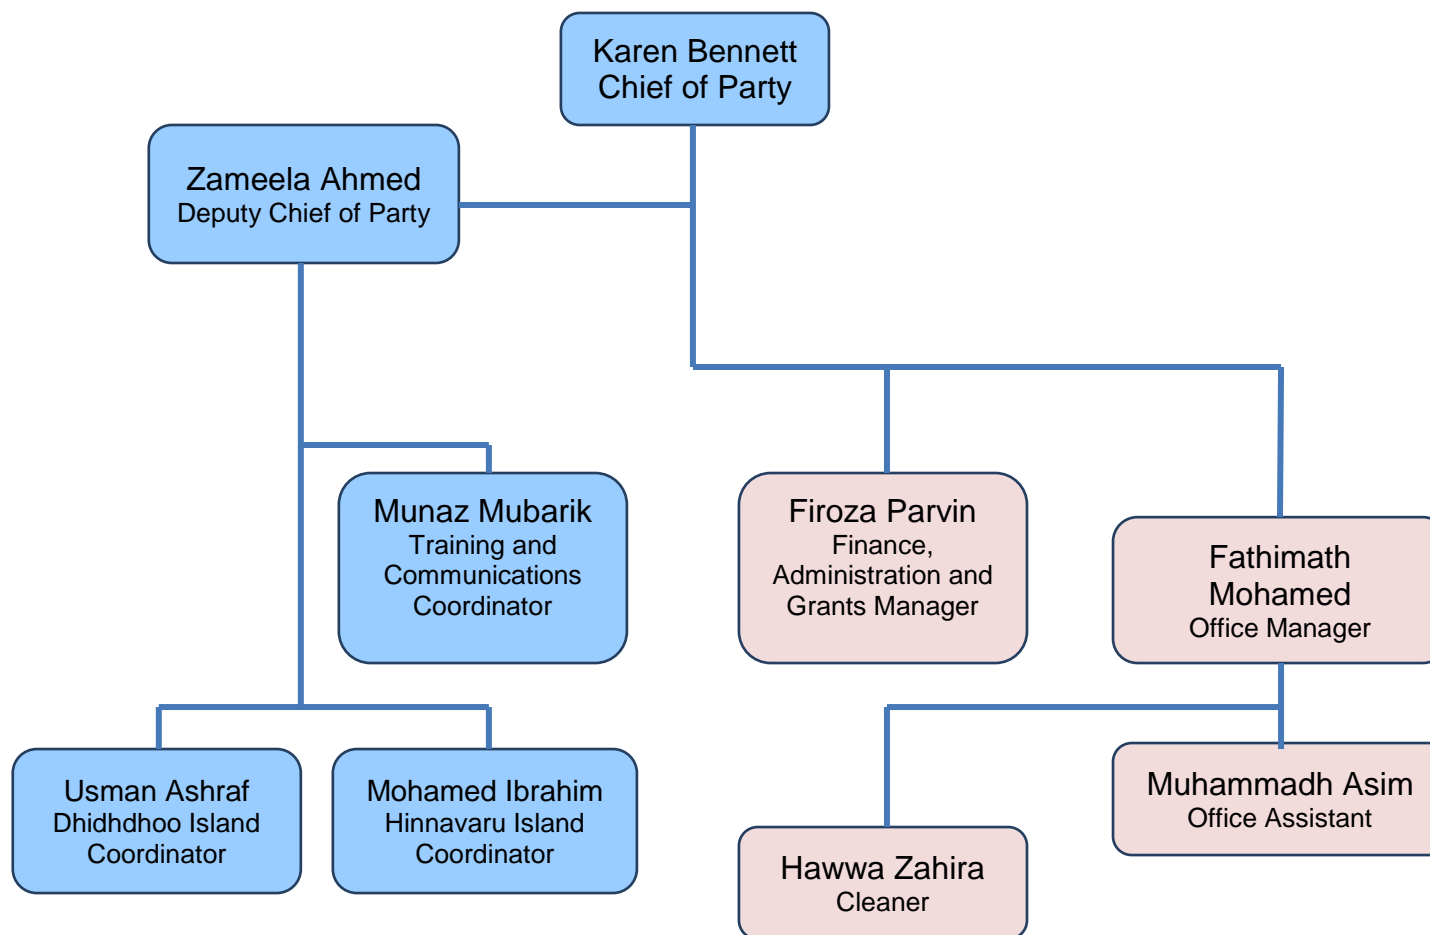 Karen Bennett
Chief of Party
Zameela Ahmed
Deputy Chief of Party
Munaz Mubarik
Training and
Communications
Coordinator
Firoza Parvin
Finance,
Administration and
Grants Manager
Fathimath
Mohamed
Office Manager
Usman Ashraf
Dhidhdhoo Island
Coordinator
Mohamed Ibrahim
Hinnavaru Island
Coordinator
Muhammadh Asim
Office Assistant
Hawwa Zahira
Cleaner